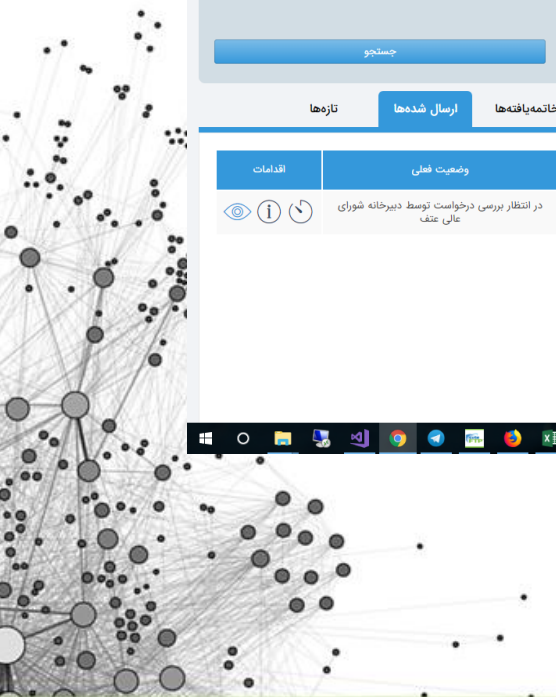 جستجو
خاتمه‌یافته‌ها
ارسال شده‌ها
تازه‌ها
وضعیت فعلی
اقدامات
در انتظار بررسی درخواست توسط دبیرخانه شورای
عالی عتف